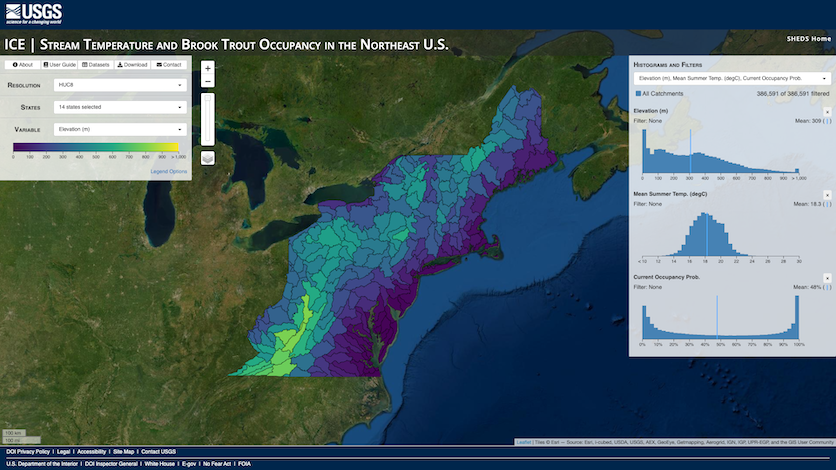 USGS
science for a changing world
ICE | Stream Temperature and Brook Trout Occupancy in the Northeast U.S.
SHEDS Home
About User Guide Datasets Download Contact
Resolution HUC8
States 14 states selected
Variable Elevation (m)
0 100 200 300 400 500 600 700 800 900 > 1,000
Legend Options
+
−
Histograms and Filters
Elevation (m), Mean Summer Temp. (degC), Current Occupancy Prob.
All Catchments 386,591 of 386,591 filtered
Elevation (m) ×
Filter: None Mean: 309 ( | )
0 100 200 300 400 500 600 700 800 900 > 1,000
Mean Summer Temp. (degC) ×
Filter: None Mean: 18.3 ( | )
< 10 12 14 16 18 20 22 24 26 28 30
Current Occupancy Prob. ×
Filter: None Mean: 48% ( | )
0% 10% 20% 30% 40% 50% 60% 70% 80% 90% 100%
100 km
100 mi
Leaflet | Tiles © Esri — Source: Esri, i-cubed, USDA, USGS, AEX, GeoEye, Getmapping, Aerogrid, IGN, IGP, UPR-EGP, and the GIS User Community
DOI Privacy Policy | Legal | Accessibility | Site Map | Contact USGS
U.S. Department of the Interior | DOI Inspector General | White House | E-gov | No Fear Act | FOIA